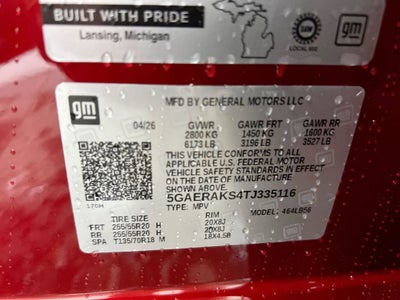 BUILT WITH PRIDE
Lansing, Michigan
UAW
LOCAL 602
gm
gm
MFD BY GENERAL MOTORS LLC
04/26 GVWR GAWR FRT GAWR RR
2800 KG 1450 KG 1600 KG
6173 LB 3196 LB 3527 LB
THIS VEHICLE CONFORMS TO ALL
APPLICABLE U.S. FEDERAL MOTOR
VEHICLE SAFETY STANDARDS IN EFFECT
ON THE DATE OF MANUFACTURE
5GAERAKS4TJ335116
170H TYPE: MPV MODEL: 464LB56
TIRE SIZE RIM
FRT 255/55R20 H 20X8J
RR 255/55R20 H 20X8J
SPA T135/70R18 M 18X4.5B